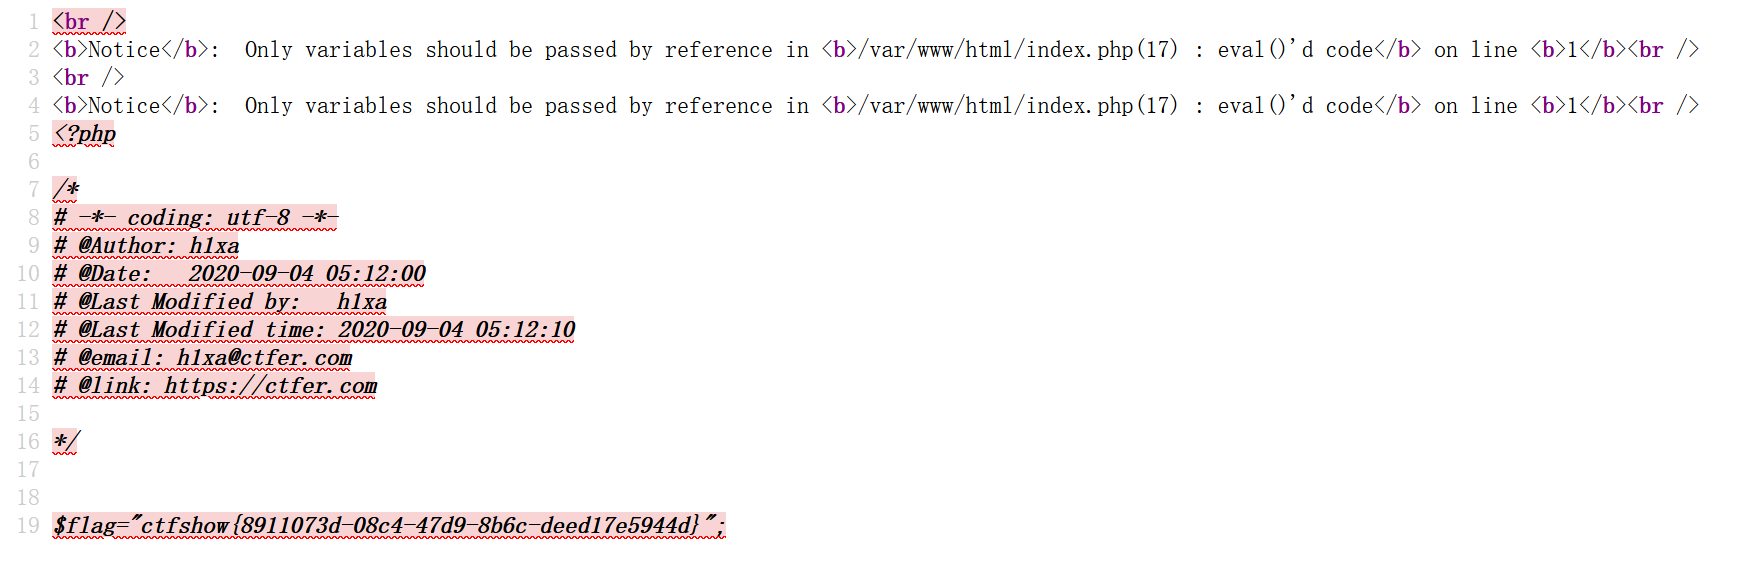 1 <br />
2 <b>Notice</b>:  Only variables should be passed by reference in <b>/var/www/html/index.php(17) : eval()'d code</b> on line <b>1</b><br />
3 <br />
4 <b>Notice</b>:  Only variables should be passed by reference in <b>/var/www/html/index.php(17) : eval()'d code</b> on line <b>1</b><br />
5 <?php
6
7 /*
8 # -*- coding: utf-8 -*-
9 # @Author: h1xa
10 # @Date:   2020-09-04 05:12:00
11 # @Last Modified by:   h1xa
12 # @Last Modified time: 2020-09-04 05:12:10
13 # @email: h1xa@ctfer.com
14 # @link: https://ctfer.com
15
16 */
17
18
19 $flag="ctfshow{8911073d-08c4-47d9-8b6c-deed17e5944d}";